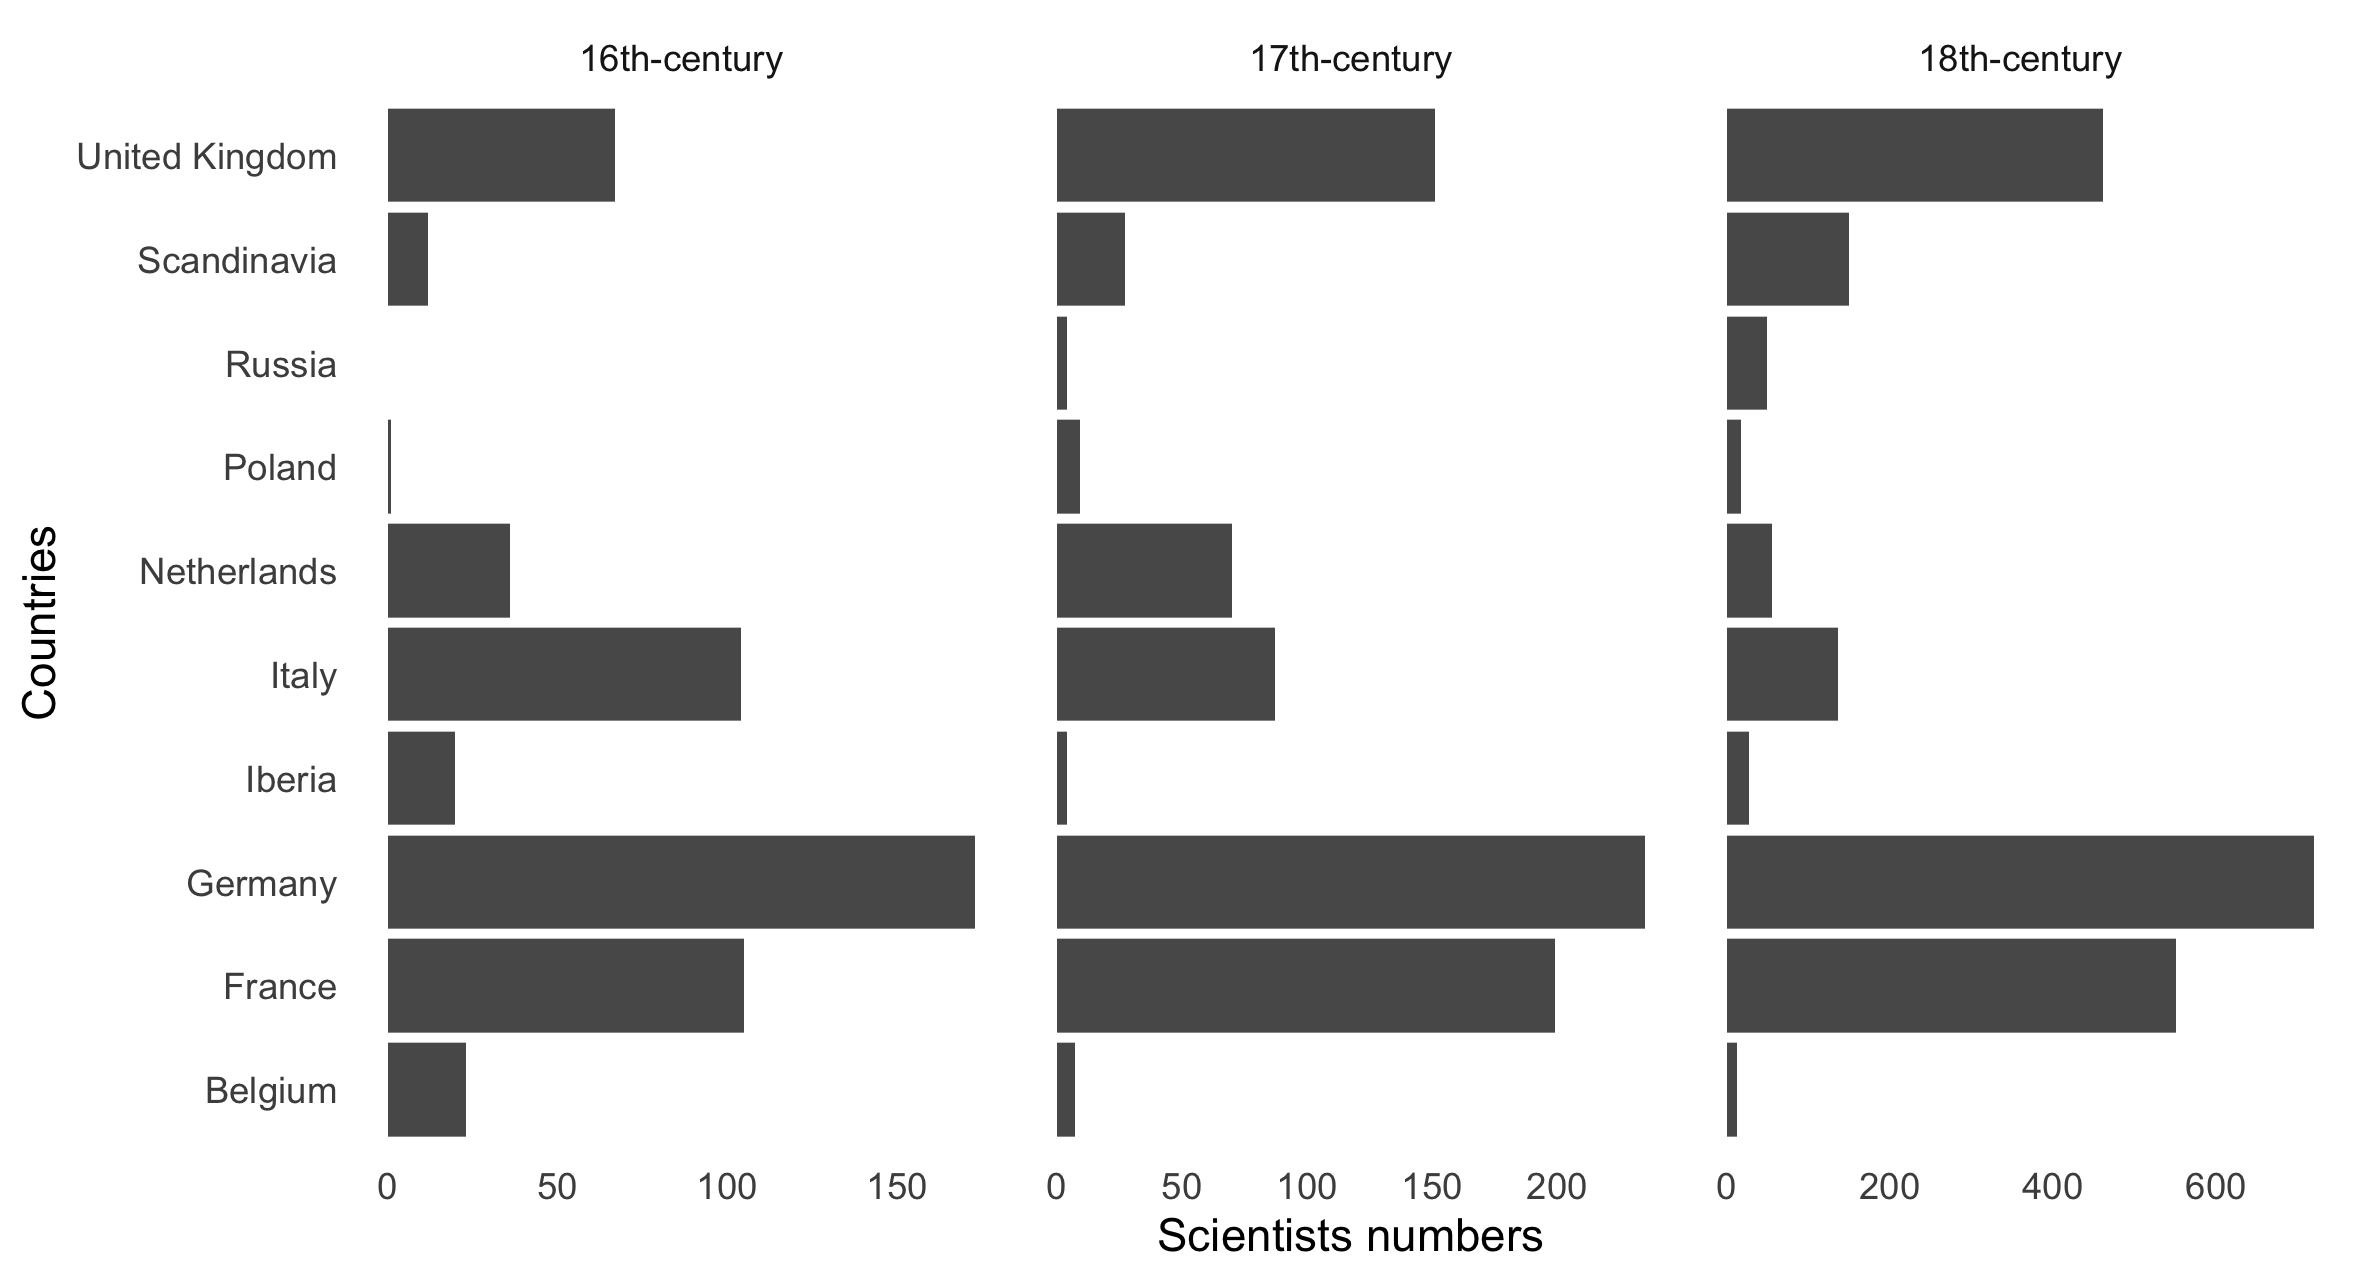 16th-century 17th-century 18th-century
United Kingdom
Scandinavia
Russia
Poland
Netherlands
Italy
Iberia
Germany
France
Belgium
Countries
0 50 100 150 0 50 100 150 200 0 200 400 600
Scientists numbers